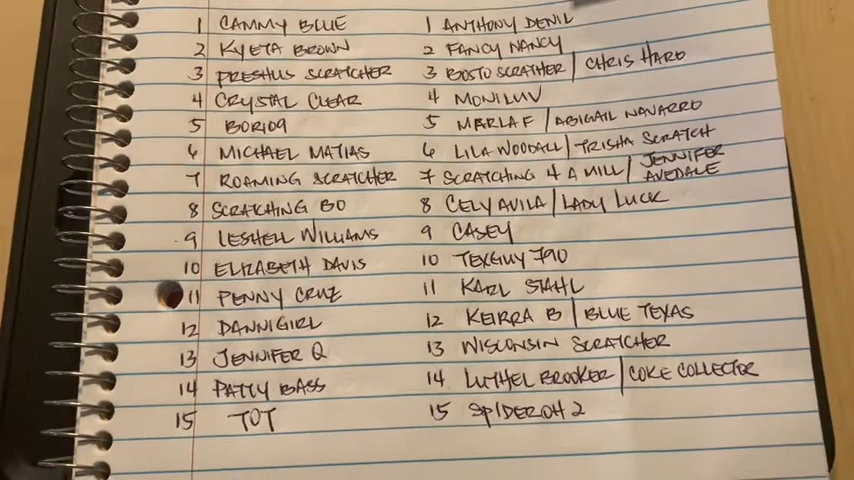 1 CAMMY BLUE 1 ANTHONY DENIL
2 KYETA BROWN 2 FANCY NANCY
3 PRESHUS SCRATCHER 3 BOSTO SCRATHER | CHRIS HARO
4 CRYSTAL CLEAR 4 MONILUV
5 BORIO9 5 MARLA F | ABIGAIL NAVARRO
6 MICHAEL MATIAS 6 LILA WOODALL | TRISHA SCRATCH
7 ROAMING SCRATCHER 7 SCRATCHING 4 A MILL | JENNIFER AVEDALE
8 SCRATCHING BO 8 CELY AVILA | LADY LUCK
9 LESHELL WILLIAMS 9 CASEY
10 ELIZABETH DAVIS 10 TEXGUY 790
11 PENNY CRUZ 11 KARL STAHL
12 DANNIGIRL 12 KEIRRA B | BLUE TEXAS
13 JENNIFER Q 13 WISCONSIN SCRATCHER
14 PATTY BASS 14 LUTHEL BROOKER | COKE COLLECTOR
15 TOT 15 SPIDEROH2